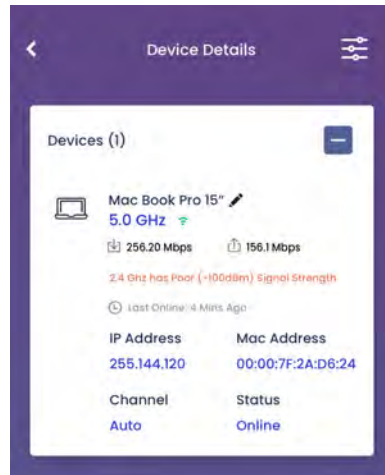 Device Details
Devices (1)
Mac Book Pro 15"
5.0 GHz
256.20 Mbps 156.1 Mbps
2.4 Ghz has Poor (-100dBm) Signal Strength
Last Online: 4 Mins Ago
IP Address Mac Address
255.144.120 00:00:7F:2A:D6:24
Channel Status
Auto Online